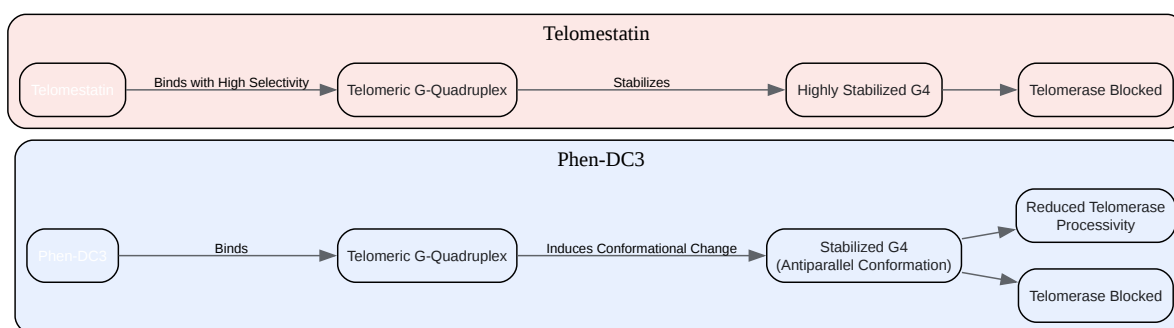 Telomestatin
Telomestatin
Binds with High Selectivity
Telomeric G-Quadruplex
Stabilizes
Highly Stabilized G4
Telomerase Blocked
Phen-DC3
Phen-DC3
Binds
Telomeric G-Quadruplex
Induces Conformational Change
Stabilized G4
(Antiparallel Conformation)
Reduced Telomerase
Processivity
Telomerase Blocked